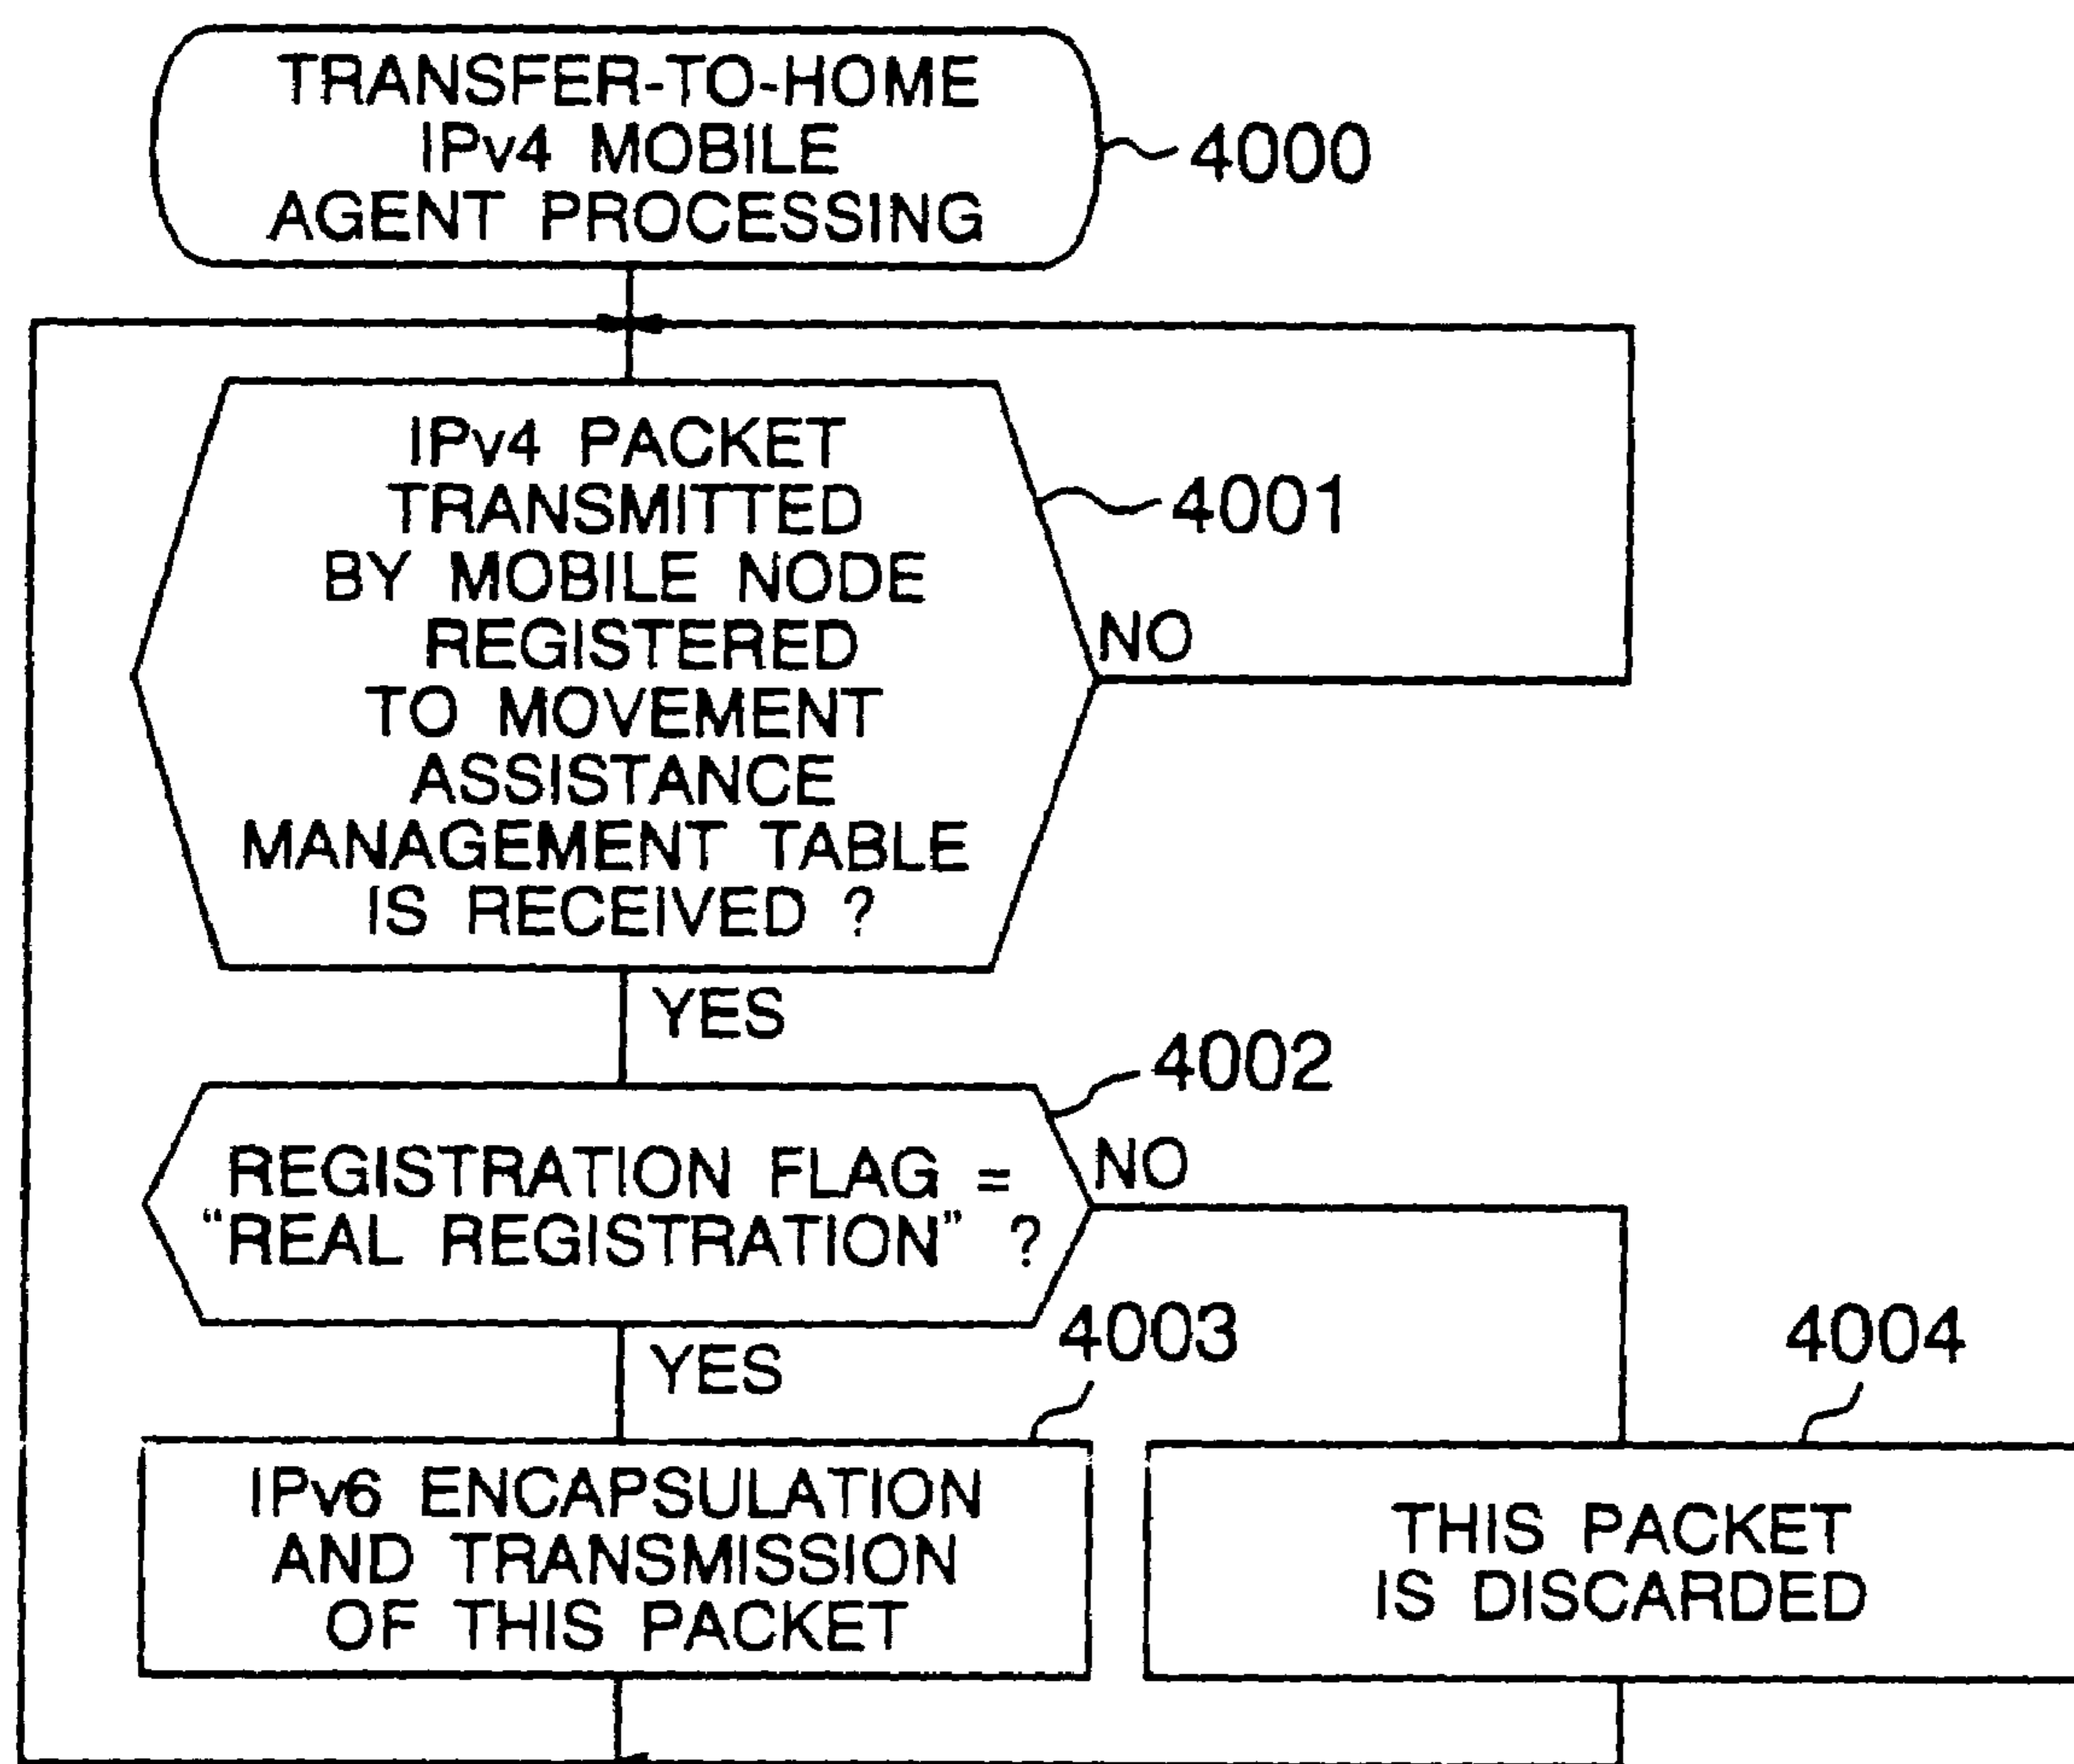 TRANSFER-TO-HOME
IPv4 MOBILE
AGENT PROCESSING
4000
IPv4 PACKET
TRANSMITTED
BY MOBILE NODE
REGISTERED
TO MOVEMENT
ASSISTANCE
MANAGEMENT TABLE
IS RECEIVED ?
4001
NO
YES
4002
REGISTRATION FLAG =
“REAL REGISTRATION” ?
NO
YES
4003
4004
IPv6 ENCAPSULATION
AND TRANSMISSION
OF THIS PACKET
THIS PACKET
IS DISCARDED